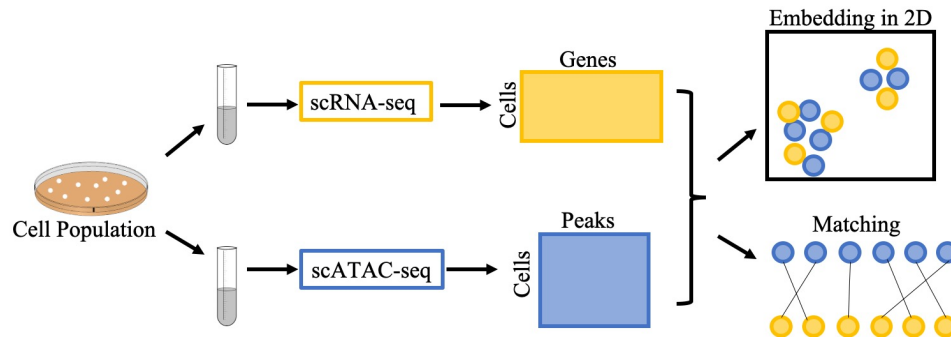 Embedding in 2D
Genes
scRNA-seq
Cells
Cell Population
Peaks
Matching
scATAC-seq
Cells